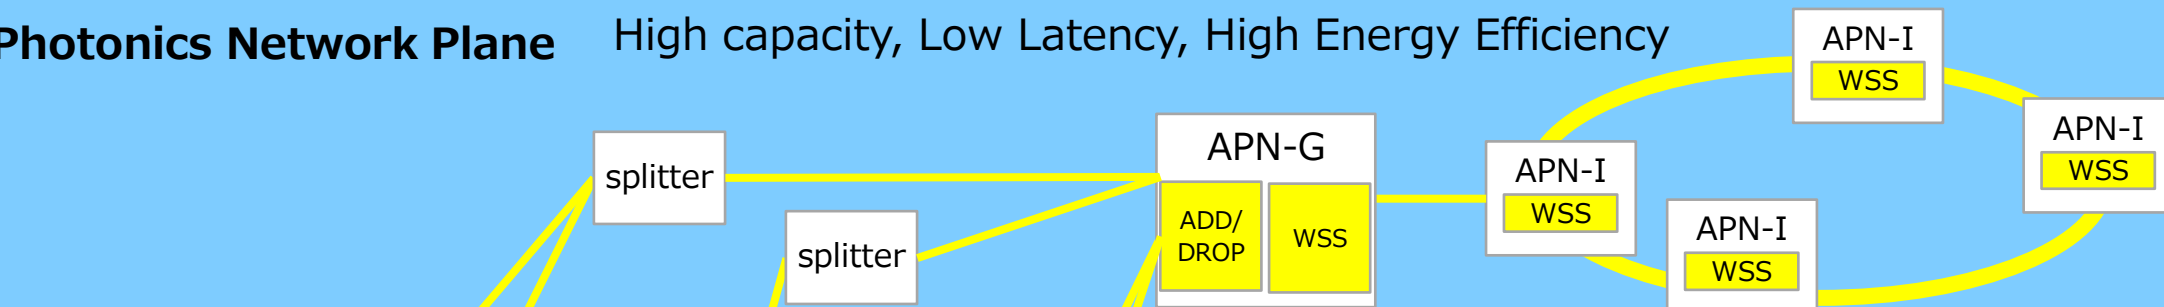 Photonics Network Plane
High capacity, Low Latency, High Energy Efficiency
APN-I
WSS
APN-I
WSS
splitter
APN-G
ADD/
DROP
WSS
APN-I
WSS
splitter
APN-I
WSS